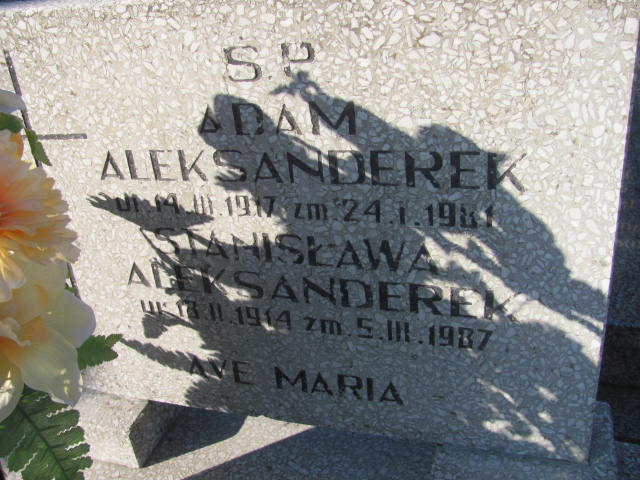 S.P
ADAM
ALEKSANDEREK
ur. 14.III.1917 zm. 24.I.1981
STANISŁAWA
ALEKSANDEREK
ur. 18.II.1914 zm. 5.III.1987
AVE MARIA